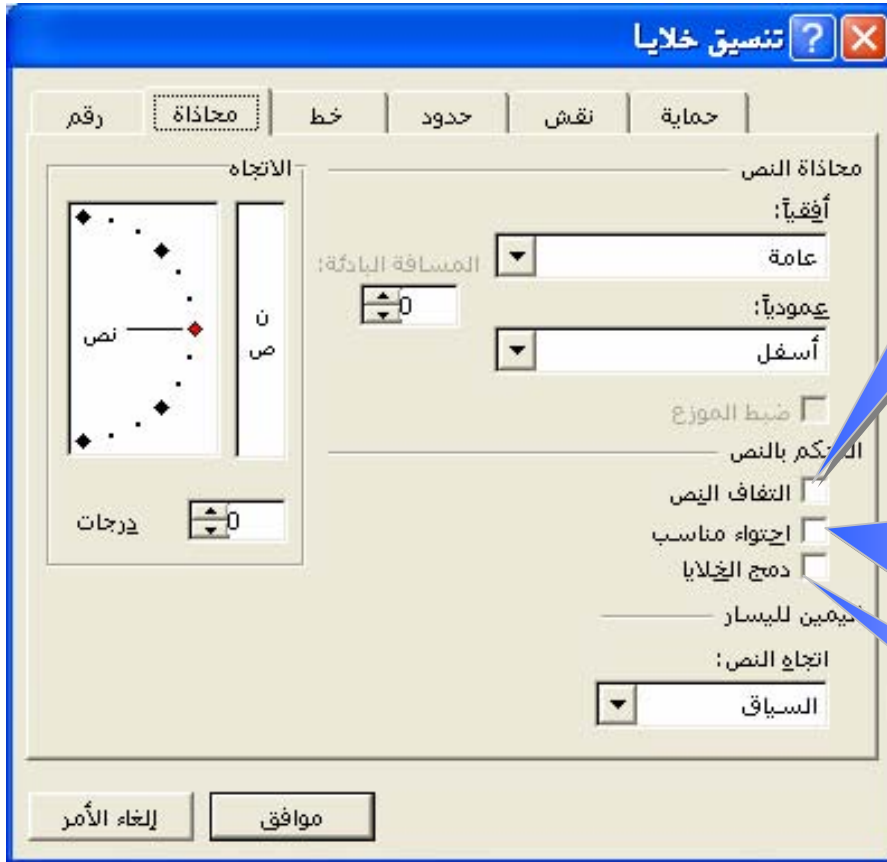 تنسيق خلايا
رقم
محاذاة
خط
حدود
نقش
حماية
محاذاة النص
أفقياً:
عامة
المسافة البادئة:
0
عمودياً:
أسفل
ضبط الموزع
التحكم بالنص
التفاف النص
احتواء مناسب
دمج الخلايا
لليسار
اتجاه النص:
السياق
الاتجاه
ن
ص
نص
0
درجات
موافق
إلغاء الأمر